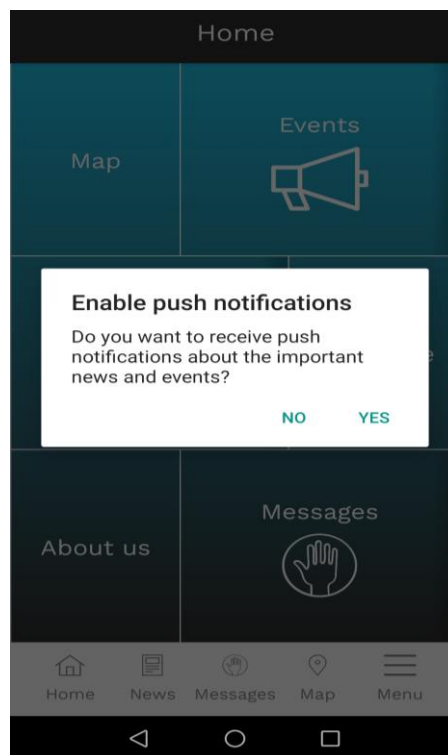 Home
Map
Events
Enable push notifications
Do you want to receive push
notifications about the important
news and events?
NO YES
About us
Messages
Home News Messages Map Menu